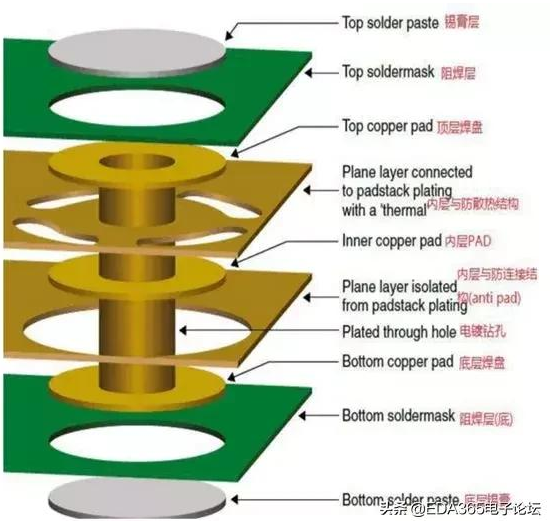 Top solder paste 锡膏层
Top soldermask 阻焊层
Top copper pad 顶层焊盘
Plane layer connected
to padstack plating
with a 'thermal' 内层与防散热结构
Inner copper pad 内层PAD
Plane layer isolated 内层与防连接结
from padstack plating 构(anti pad)
Plated through hole 电镀钻孔
Bottom copper pad 底层焊盘
Bottom soldermask 阻焊层(底)
Bottom solder paste 底层锡膏
头条@EDA365电子论坛